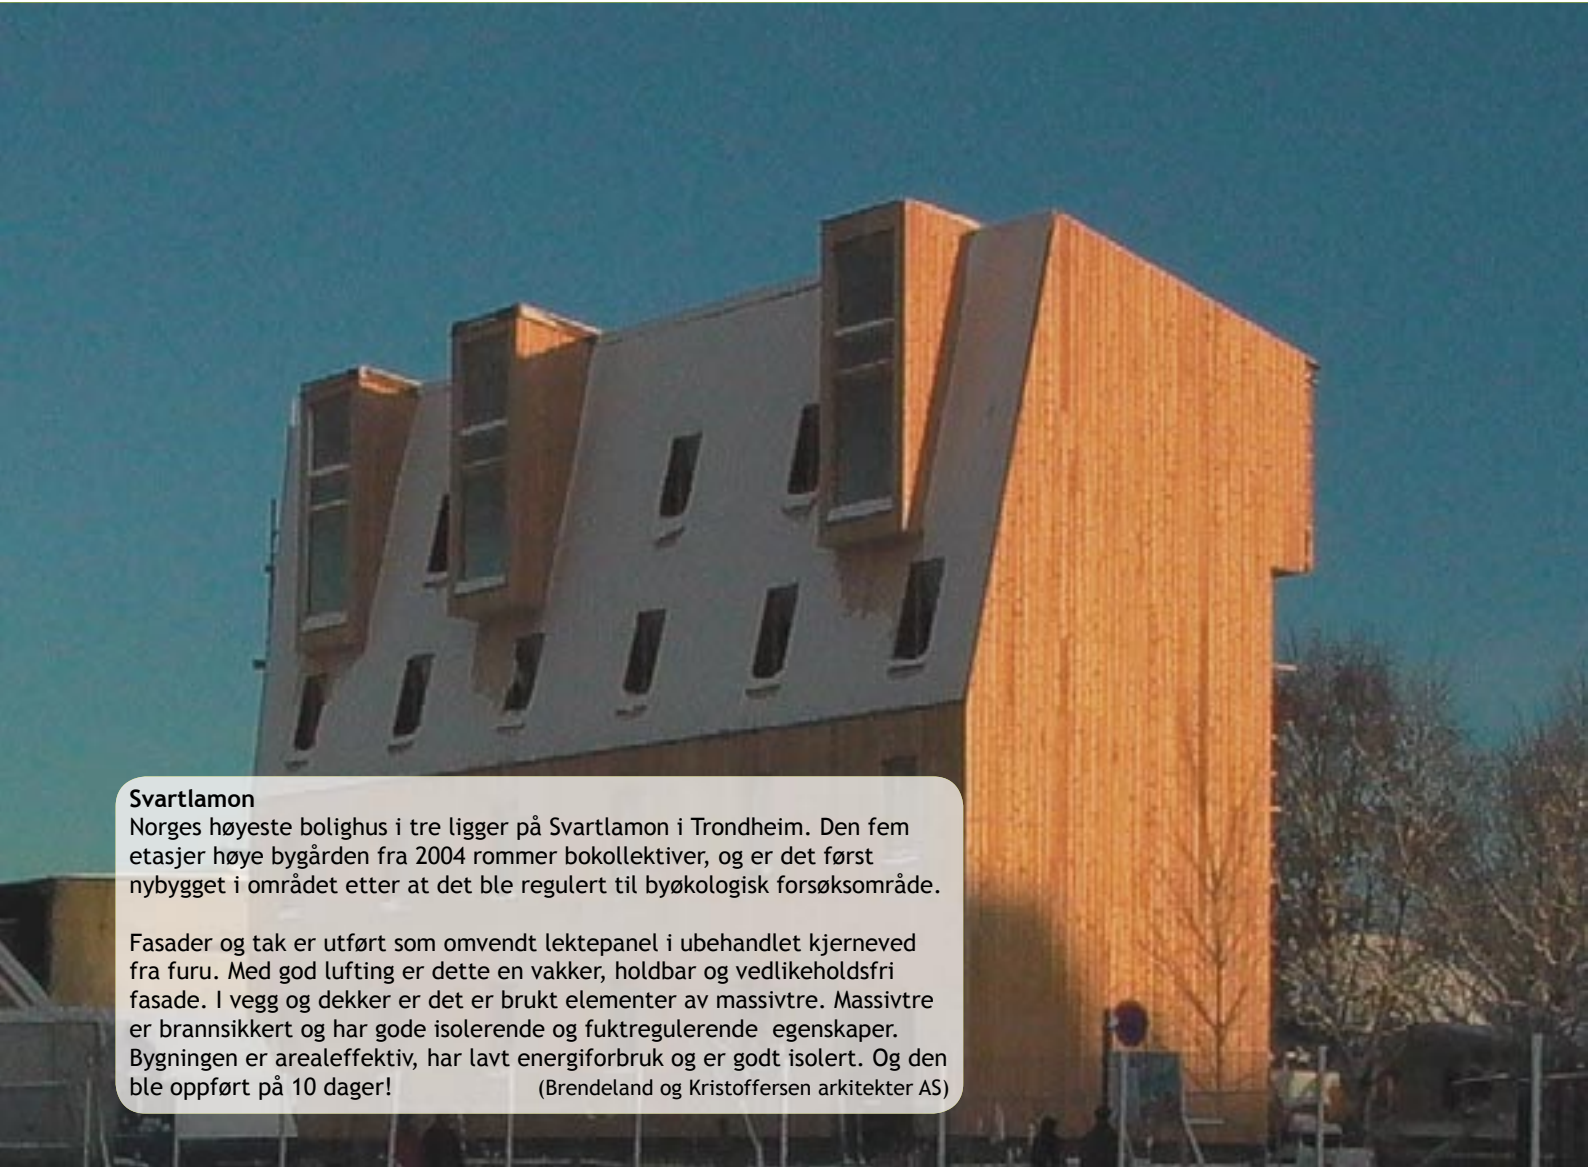 Svartlamon
Norges høyeste bolighus i tre ligger på Svartlamon i Trondheim. Den fem
etasjer høye bygården fra 2004 rommer bokollektiver, og er det først
nybygget i området etter at det ble regulert til byøkologisk forsøksområde.
Fasader og tak er utført som omvendt lektepanel i ubehandlet kjerneved
fra furu. Med god lufting er dette en vakker, holdbar og vedlikeholdsfri
fasade. I vegg og dekker er det er brukt elementer av massivtre. Massivtre
er brannsikkert og har gode isolerende og fuktregulerende  egenskaper.
Bygningen er arealeffektiv, har lavt energiforbruk og er godt isolert. Og den
ble oppført på 10 dager! (Brendeland og Kristoffersen arkitekter AS)